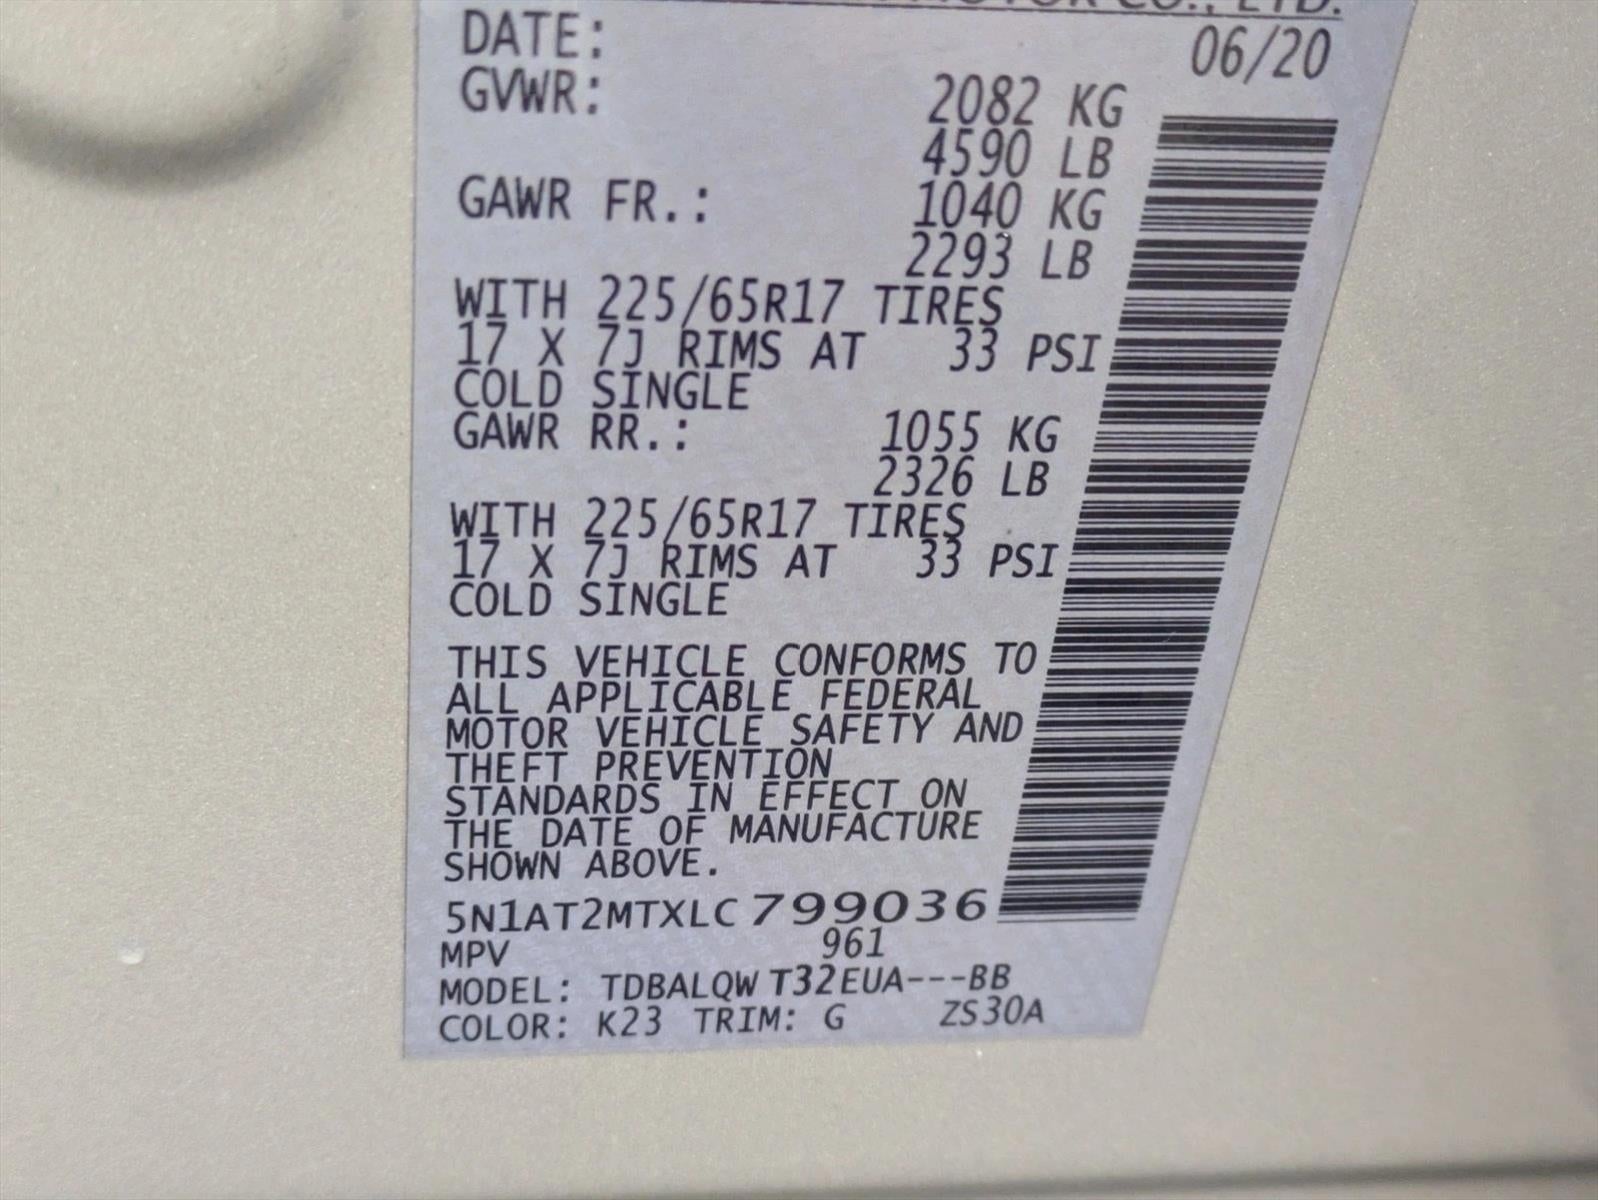 MOTOR CO., LTD.
DATE: 06/20
GVWR: 2082 KG
4590 LB
GAWR FR.: 1040 KG
2293 LB
WITH 225/65R17 TIRES
17 X 7J RIMS AT 33 PSI
COLD SINGLE
GAWR RR.: 1055 KG
2326 LB
WITH 225/65R17 TIRES
17 X 7J RIMS AT 33 PSI
COLD SINGLE
THIS VEHICLE CONFORMS TO
ALL APPLICABLE FEDERAL
MOTOR VEHICLE SAFETY AND
THEFT PREVENTION
STANDARDS IN EFFECT ON
THE DATE OF MANUFACTURE
SHOWN ABOVE.
5N1AT2MTXLC799036
MPV 961
MODEL: TDBALQW T32EUA---BB
COLOR: K23 TRIM: G ZS30A